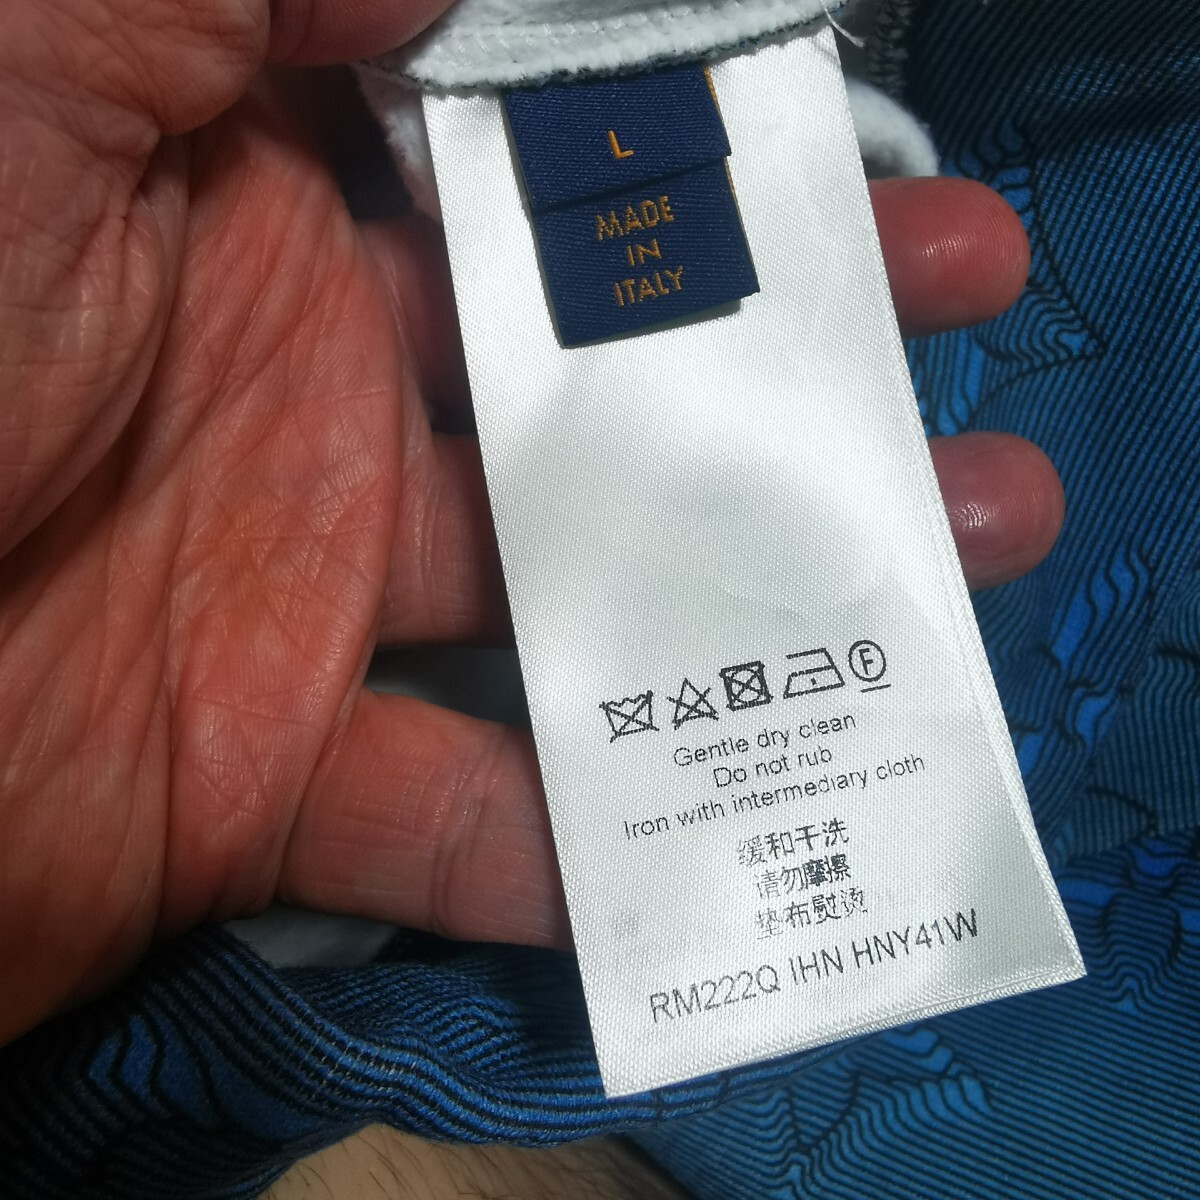 L
MADE
IN
ITALY
F
Gentle dry clean
Do not rub
Iron with intermediary cloth
缓和干洗
请勿摩擦
垫布熨烫
RM222Q IHN HNY41W